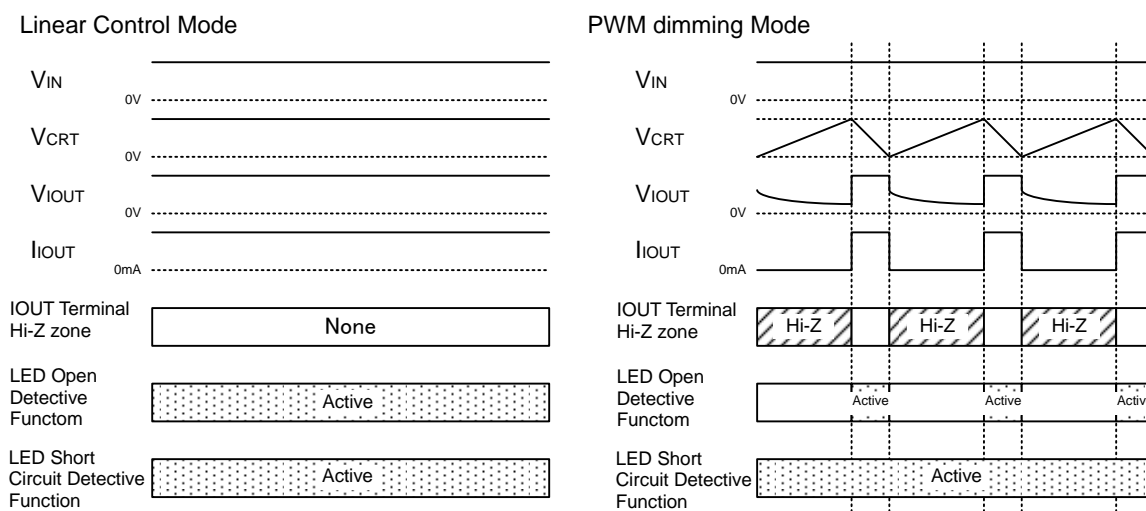 Linear Control Mode
VIN
0V
VCRT
0V
VIOUT
0V
IIOUT
0mA
IOUT Terminal
Hi-Z zone
None
LED Open
Detective
Functom
Active
LED Short
Circuit Detective
Function
Active
PWM dimming Mode
VIN
0V
VCRT
0V
VIOUT
0V
IIOUT
0mA
IOUT Terminal
Hi-Z zone
Hi-Z Hi-Z Hi-Z
LED Open
Detective
Functom
Active Active Activ
LED Short
Circuit Detective
Function
Active